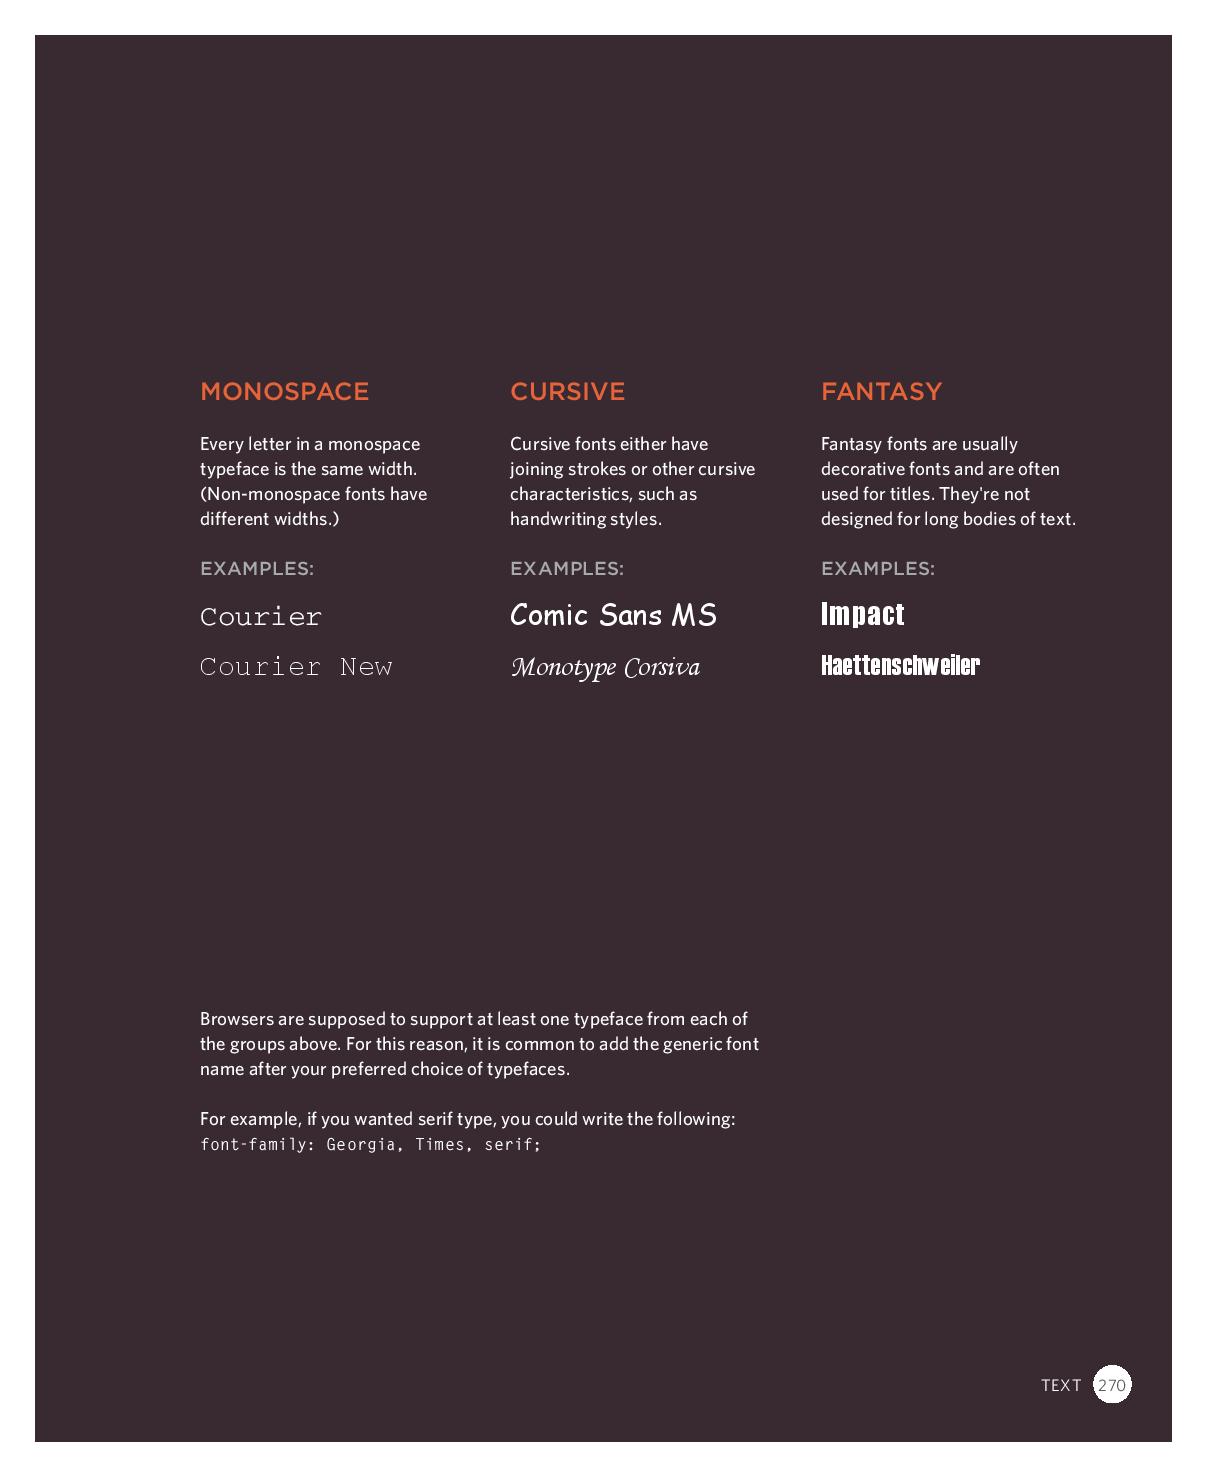 MONOSPACE
Every letter in a monospace
typeface is the same width.
(Non-monospace fonts have
different widths.)
EXAMPLES:
Courier
Courier New
CURSIVE
Cursive fonts either have
joining strokes or other cursive
characteristics, such as
handwriting styles.
EXAMPLES:
Comic Sans MS
Monotype Corsiva
FANTASY
Fantasy fonts are usually
decorative fonts and are often
used for titles. They're not
designed for long bodies of text.
EXAMPLES:
Impact
Haettenschweiler
Browsers are supposed to support at least one typeface from each of
the groups above. For this reason, it is common to add the generic font
name after your preferred choice of typefaces.
For example, if you wanted serif type, you could write the following:
font-family: Georgia, Times, serif;
TEXT 270